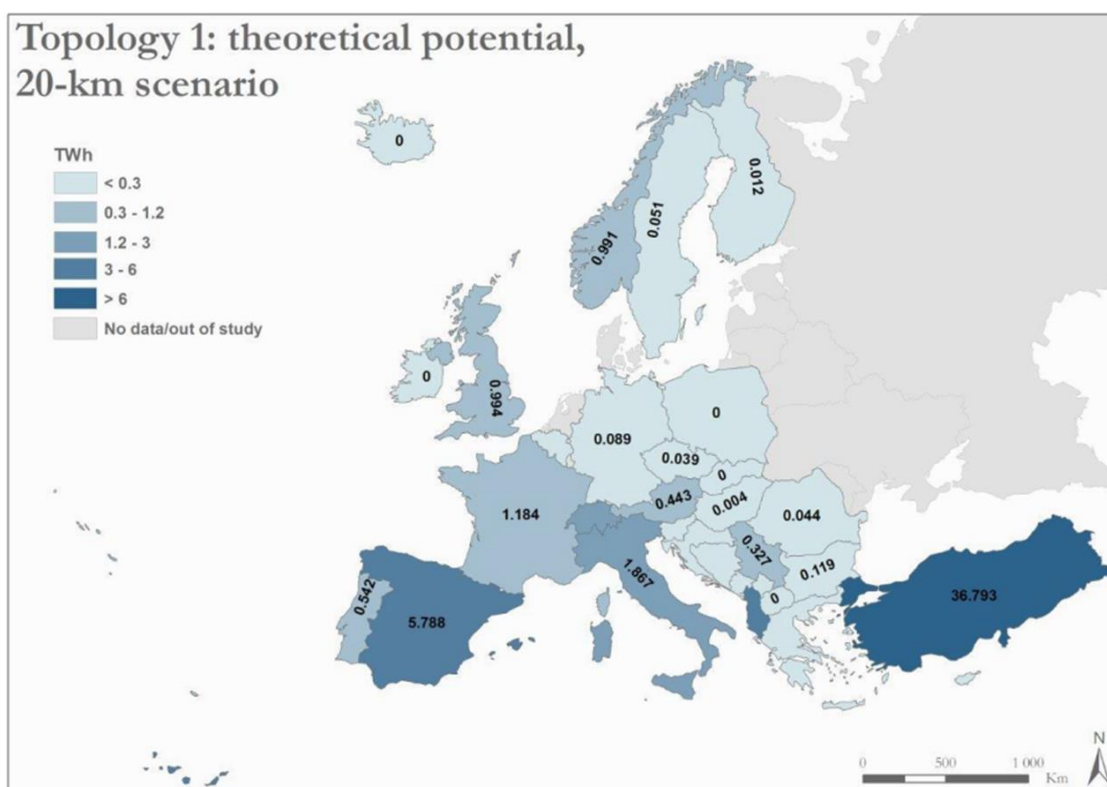 Topology 1: theoretical potential,
20-km scenario
TWh
< 0.3
0.3 - 1.2
1.2 - 3
3 - 6
> 6
No data/out of study
0
0.012
0.051
0.991
0
0.994
0
0.089
0.039
0
0.443
0.004
0.044
1.184
0.327
0.119
1.867
0
0.542
5.788
36.793
N
0 500 1 000
Km